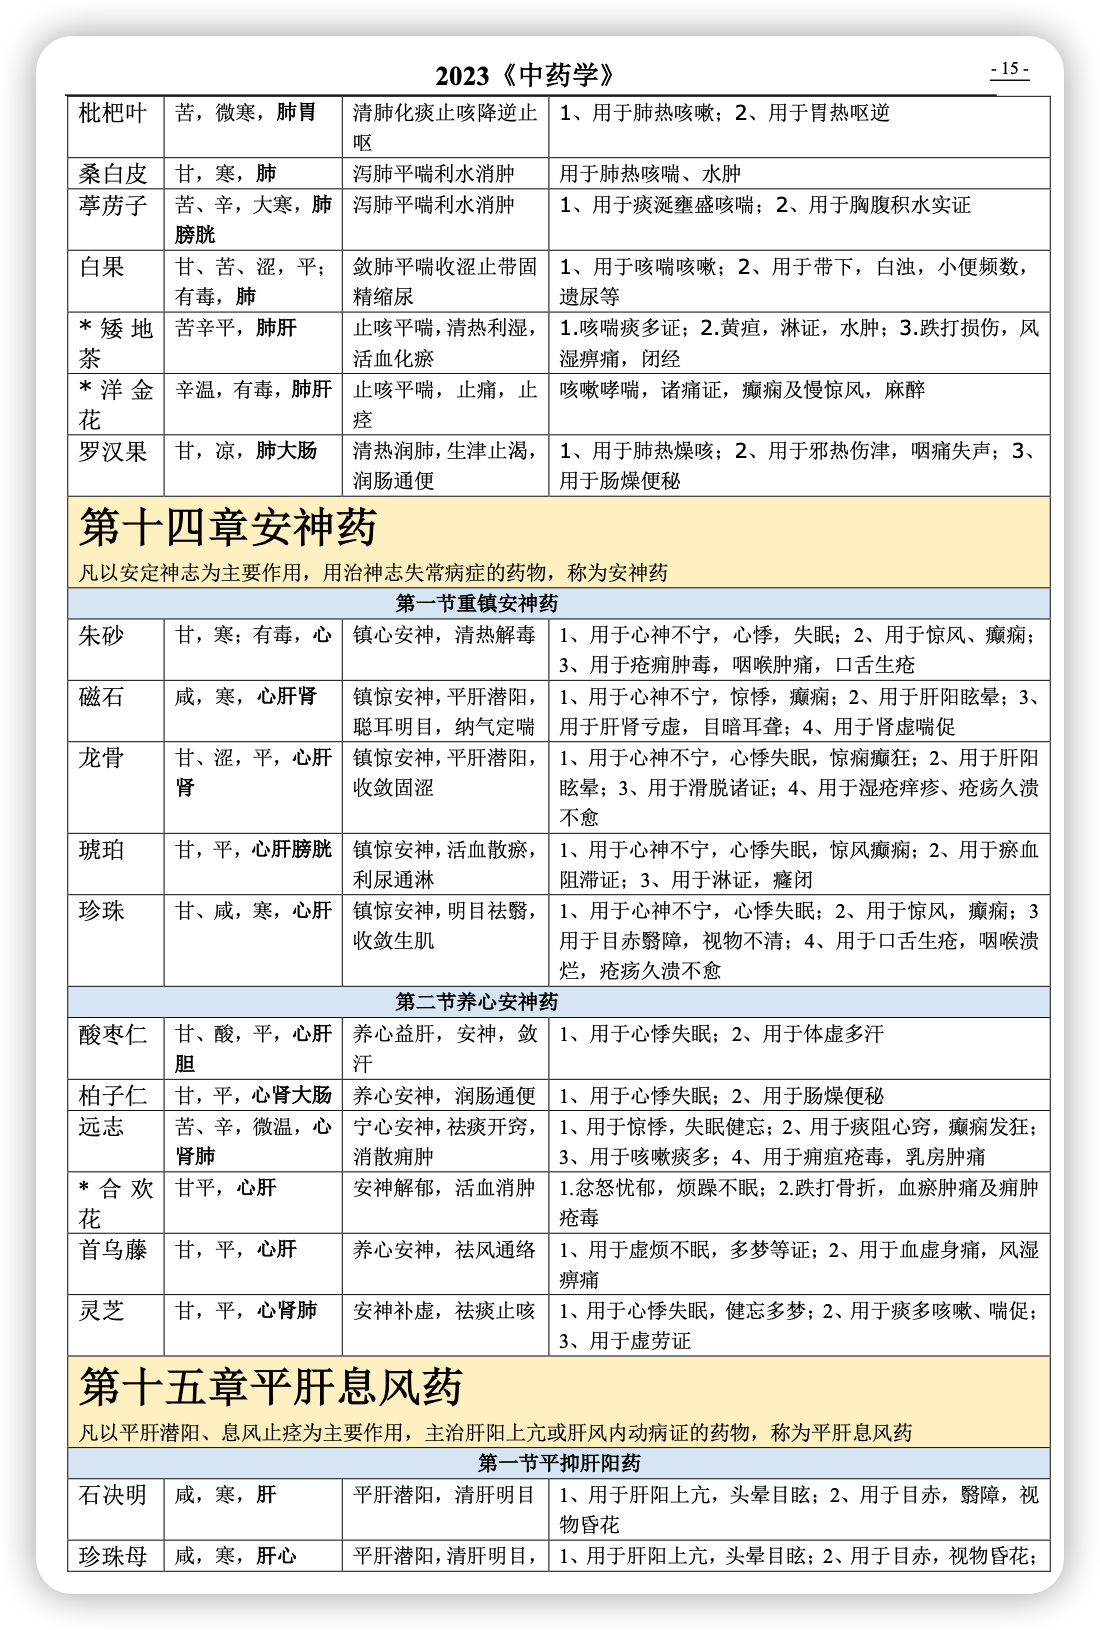 2023《中药学》
- 15 -
枇杷叶 苦，微寒，肺胃 清肺化痰止咳降逆止 1、用于肺热咳嗽；2、用于胃热呕逆
呕
桑白皮 甘，寒，肺 泻肺平喘利水消肿 用于肺热咳喘、水肿
葶苈子 苦、辛，大寒，肺 泻肺平喘利水消肿 1、用于痰涎壅盛咳喘；2、用于胸腹积水实证
膀胱
白果 甘、苦、涩，平； 敛肺平喘收涩止带固 1、用于咳喘咳嗽；2、用于带下，白浊，小便频数，
有毒，肺 精缩尿 遗尿等
* 矮 地 苦辛平，肺肝 止咳平喘，清热利湿， 1.咳喘痰多证；2.黄疸，淋证，水肿；3.跌打损伤，风
茶 活血化瘀 湿痹痛，闭经
* 洋 金 辛温，有毒，肺肝 止咳平喘，止痛，止 咳嗽哮喘，诸痛证，癫痫及慢惊风，麻醉
花 痉
罗汉果 甘，凉，肺大肠 清热润肺，生津止渴， 1、用于肺热燥咳；2、用于邪热伤津，咽痛失声；3、
润肠通便 用于肠燥便秘
第十四章安神药
凡以安定神志为主要作用，用治神志失常病症的药物，称为安神药
第一节重镇安神药
朱砂 甘，寒；有毒，心 镇心安神，清热解毒 1、用于心神不宁，心悸，失眠；2、用于惊风、癫痫；
3、用于疮痈肿毒，咽喉肿痛，口舌生疮
磁石 咸，寒，心肝肾 镇惊安神，平肝潜阳， 1、用于心神不宁，惊悸，癫痫；2、用于肝阳眩晕；3、
聪耳明目，纳气定喘 用于肝肾亏虚，目暗耳聋；4、用于肾虚喘促
龙骨 甘、涩，平，心肝 镇惊安神，平肝潜阳， 1、用于心神不宁，心悸失眠，惊痫癫狂；2、用于肝阳
肾 收敛固涩 眩晕；3、用于滑脱诸证；4、用于湿疮痒疹、疮疡久溃
不愈
琥珀 甘，平，心肝膀胱 镇惊安神，活血散瘀， 1、用于心神不宁，心悸失眠，惊风癫痫；2、用于瘀血
利尿通淋 阻滞证；3、用于淋证，癃闭
珍珠 甘、咸，寒，心肝 镇惊安神，明目祛翳， 1、用于心神不宁，心悸失眠；2、用于惊风，癫痫；3
收敛生肌 用于目赤翳障，视物不清；4、用于口舌生疮，咽喉溃
烂，疮疡久溃不愈
第二节养心安神药
酸枣仁 甘、酸，平，心肝 养心益肝，安神，敛 1、用于心悸失眠；2、用于体虚多汗
胆 汗
柏子仁 甘，平，心肾大肠 养心安神，润肠通便 1、用于心悸失眠；2、用于肠燥便秘
远志 苦、辛，微温，心 宁心安神，祛痰开窍， 1、用于惊悸，失眠健忘；2、用于痰阻心窍，癫痫发狂；
肾肺 消散痈肿 3、用于咳嗽痰多；4、用于痈疽疮毒，乳房肿痛
* 合 欢 甘平，心肝 安神解郁，活血消肿 1.忿怒忧郁，烦躁不眠；2.跌打骨折，血瘀肿痛及痈肿
花 疮毒
首乌藤 甘，平，心肝 养心安神，祛风通络 1、用于虚烦不眠，多梦等证；2、用于血虚身痛，风湿
痹痛
灵芝 甘，平，心肾肺 安神补虚，祛痰止咳 1、用于心悸失眠，健忘多梦；2、用于痰多咳嗽、喘促；
3、用于虚劳证
第十五章平肝息风药
凡以平肝潜阳、息风止痉为主要作用，主治肝阳上亢或肝风内动病证的药物，称为平肝息风药
第一节平抑肝阳药
石决明 咸，寒，肝 平肝潜阳，清肝明目 1、用于肝阳上亢，头晕目眩；2、用于目赤，翳障，视
物昏花
珍珠母 咸，寒，肝心 平肝潜阳，清肝明目， 1、用于肝阳上亢，头晕目眩；2、用于目赤，视物昏花；